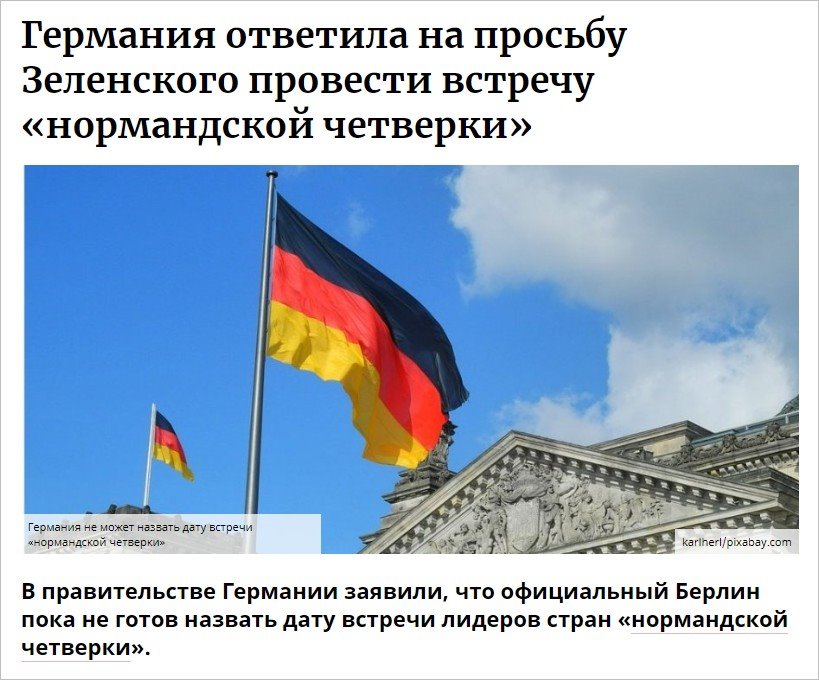 Германия ответила на просьбу
Зеленского провести встречу
«нормандской четверки»
Германия не может назвать дату встречи
«нормандской четверки»
karlherl/pixabay.com
В правительстве Германии заявили, что официальный Берлин
пока не готов назвать дату встречи лидеров стран «нормандской
четверки».